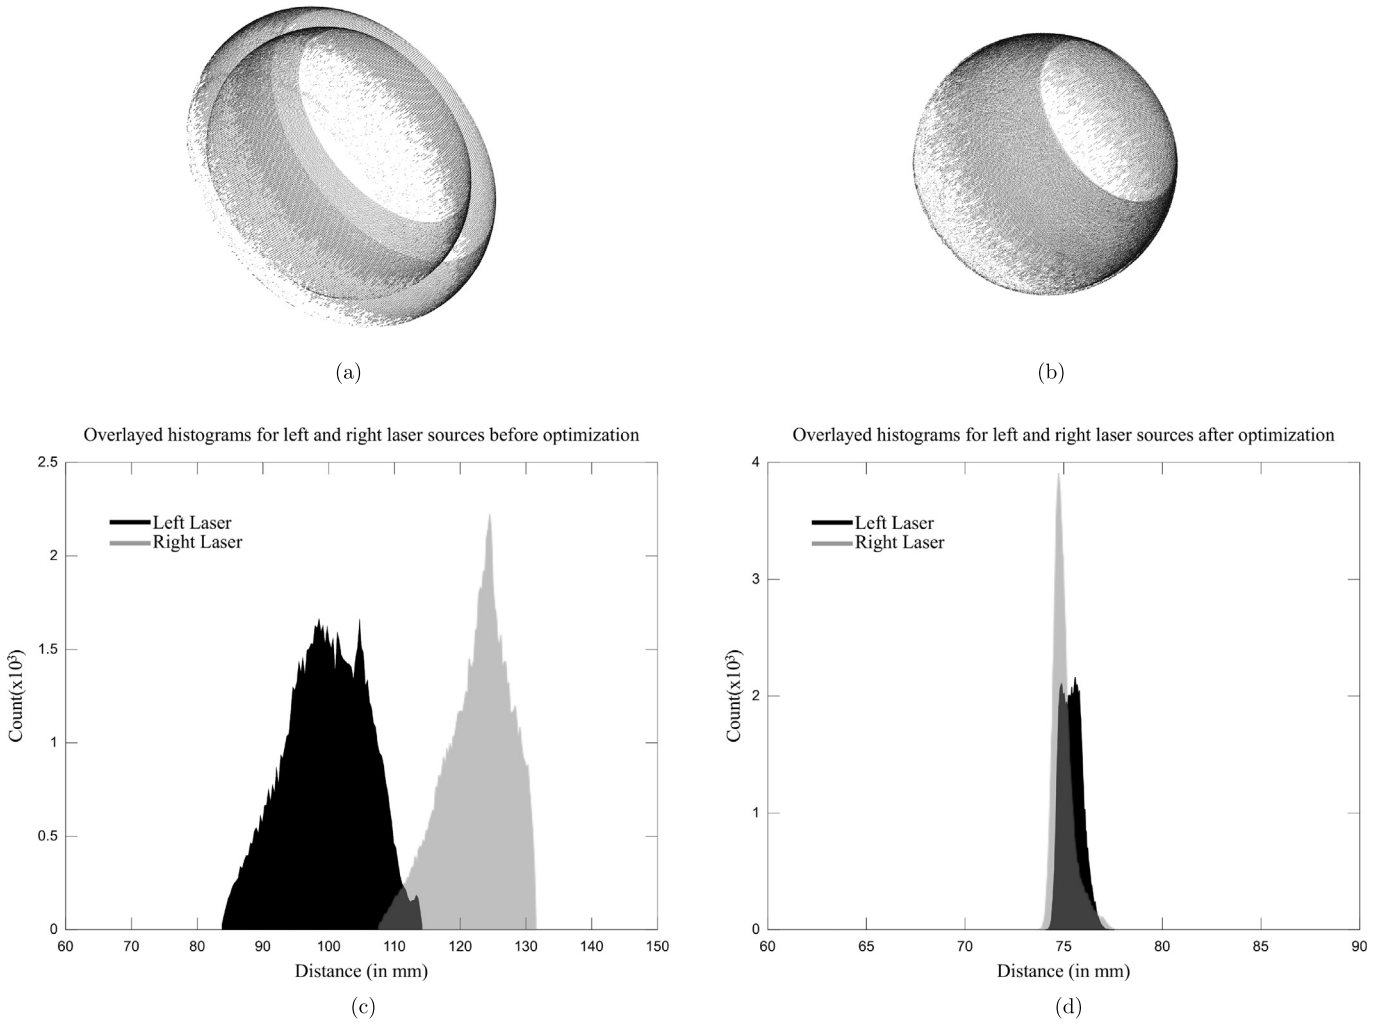 (a)
(b)
Overlayed histograms for left and right laser sources before optimization
2.5
2
1.5
1
0.5
0
Count(x10³)
Left Laser
Right Laser
60 70 80 90 100 110 120 130 140 150
Distance (in mm)
(c)
Overlayed histograms for left and right laser sources after optimization
4
3
2
1
0
Count(x10³)
Left Laser
Right Laser
60 65 70 75 80 85 90
Distance (in mm)
(d)